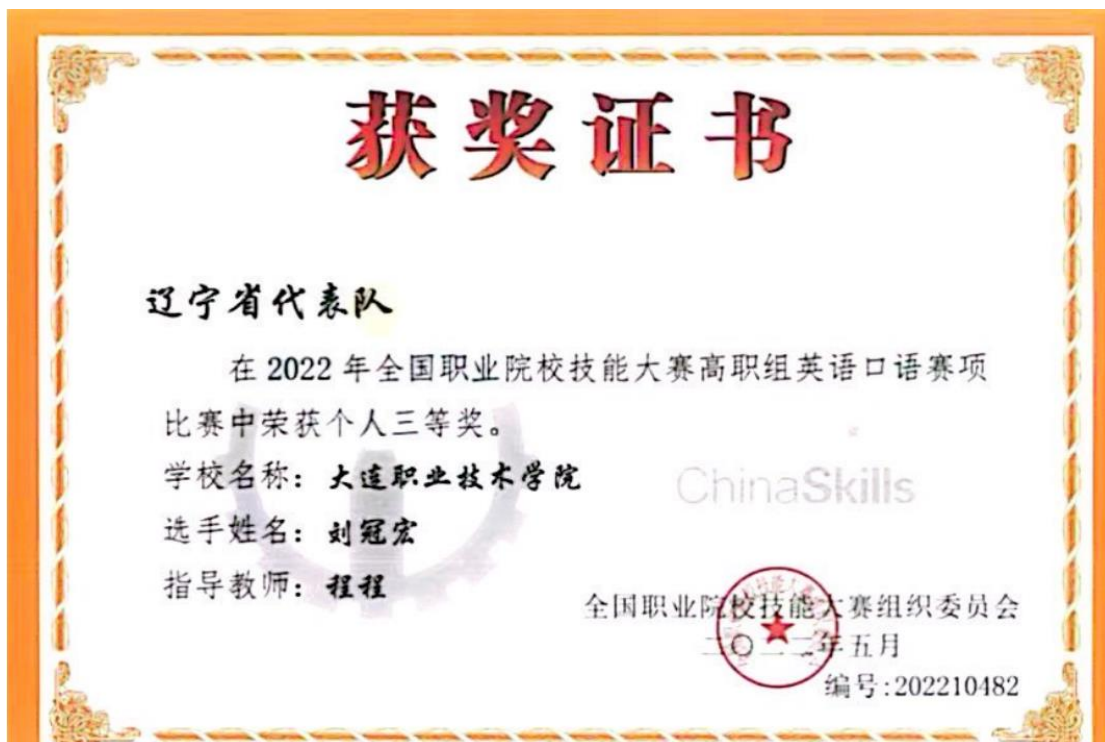 获奖证书
辽宁省代表队
在 2022 年全国职业院校技能大赛高职组英语口语赛项
比赛中荣获个人三等奖。
学校名称：大连职业技术学院
ChinaSkills
选手姓名：刘冠宏
指导教师：程程
全国职业院校技能大赛组织委员会
二〇二二年五月
编号:202210482